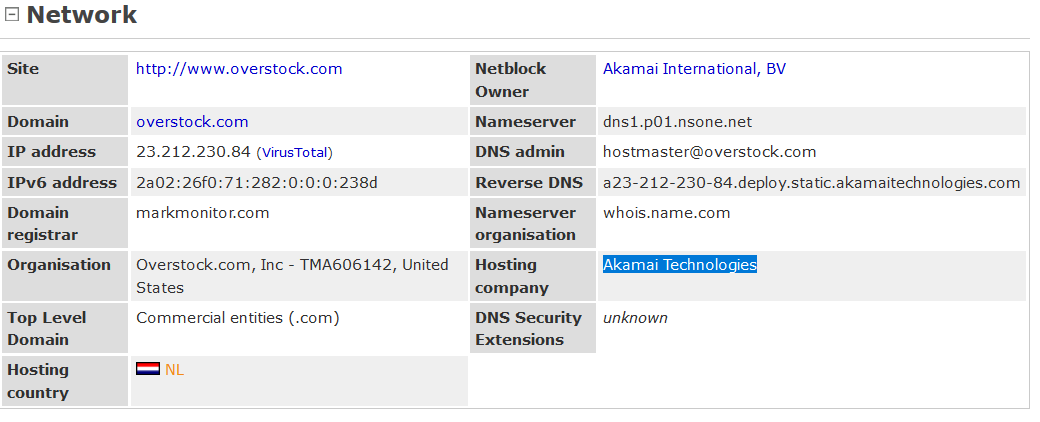 Network
Site http://www.overstock.com Netblock
Owner Akamai International, BV
Domain overstock.com Nameserver dns1.p01.nsone.net
IP address 23.212.230.84 (VirusTotal) DNS admin hostmaster@overstock.com
IPv6 address 2a02:26f0:71:282:0:0:0:238d Reverse DNS a23-212-230-84.deploy.static.akamaitechnologies.com
Domain
registrar markmonitor.com Nameserver
organisation whois.name.com
Organisation Overstock.com, Inc - TMA606142, United
States Hosting
company Akamai Technologies
Top Level
Domain Commercial entities (.com) DNS Security
Extensions unknown
Hosting
country NL